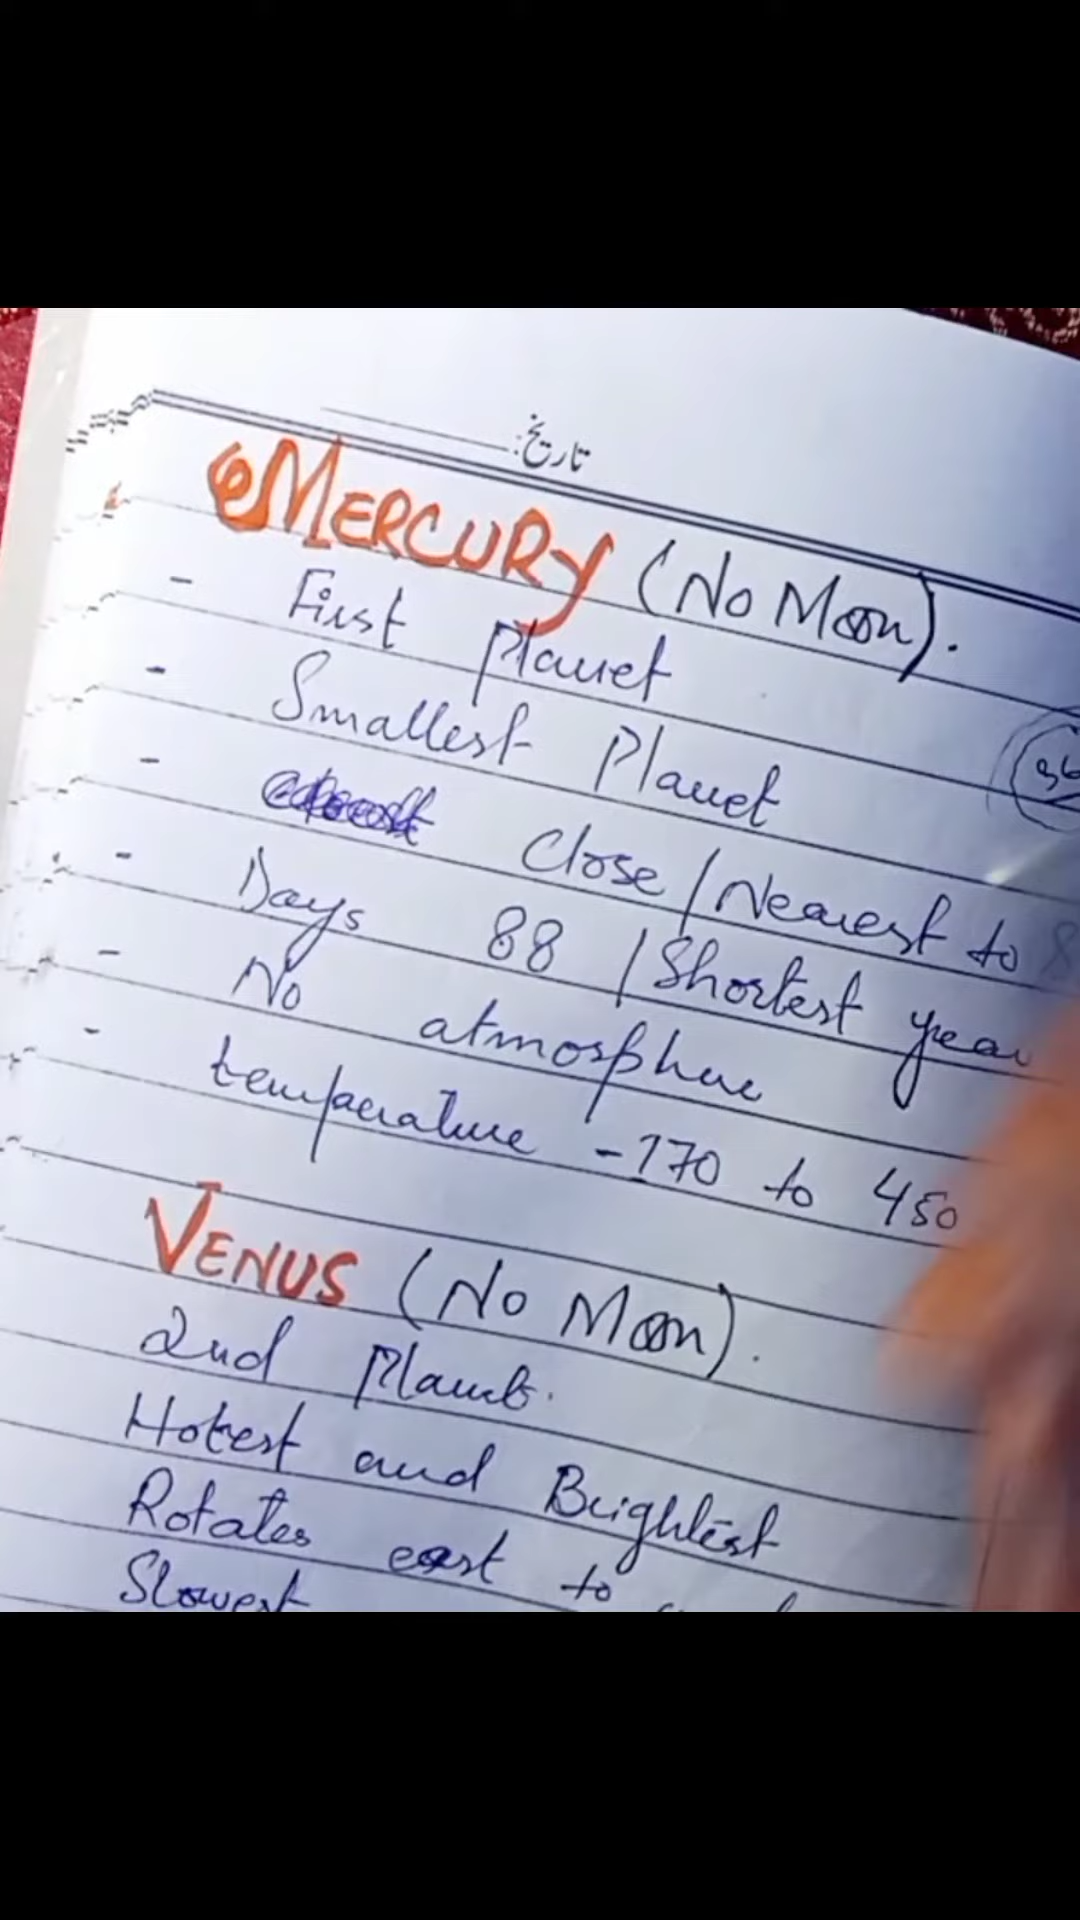 تاریخ:
MERCURY (No Moon).
- First Planet
- Smallest Planet
- Close / Nearest to S
- Days 88 / Shortest year
- No atmosphere
- temperature -170 to 450
VENUS (No Moon).
2nd Planet.
Hotest and Brightest
Rotates east to
Slowest